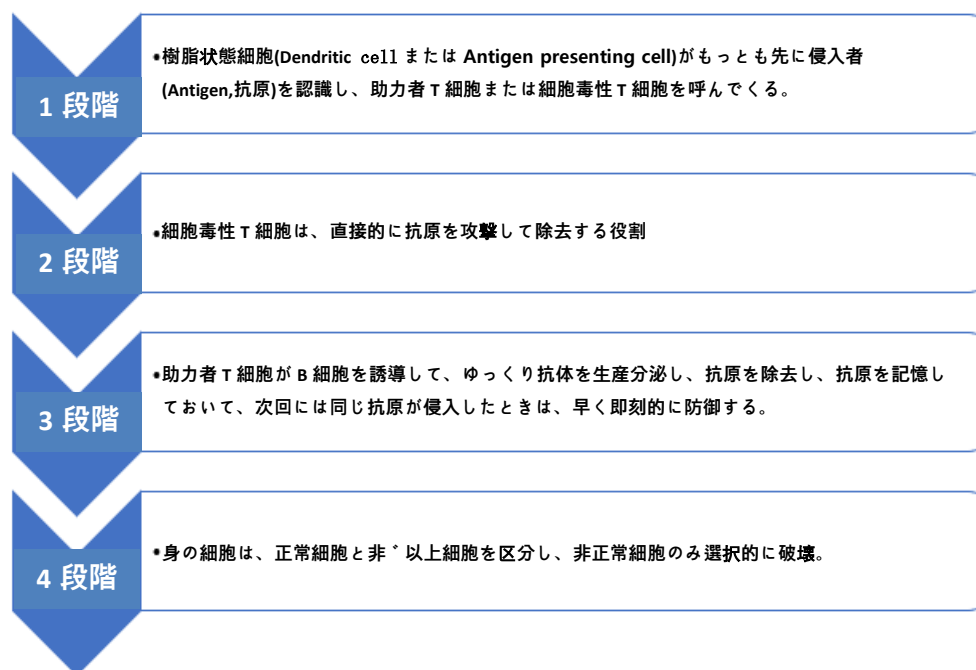 1 段階
•樹脂状態細胞(Dendritic cell または Antigen presenting cell)がもっとも先に侵入者
(Antigen,抗原)を認識し、助力者 T 細胞または細胞毒性 T 細胞を呼んでくる。
2 段階
•細胞毒性 T 細胞は、直接的に抗原を攻撃して除去する役割
3 段階
•助力者 T 細胞が B 細胞を誘導して、ゆっくり抗体を生産分泌し、抗原を除去し、抗原を記憶し
ておいて、次回には同じ抗原が侵入したときは、早く即刻的に防御する。
4 段階
•身の細胞は、正常細胞と非゛以上細胞を区分し、非正常細胞のみ選択的に破壊。